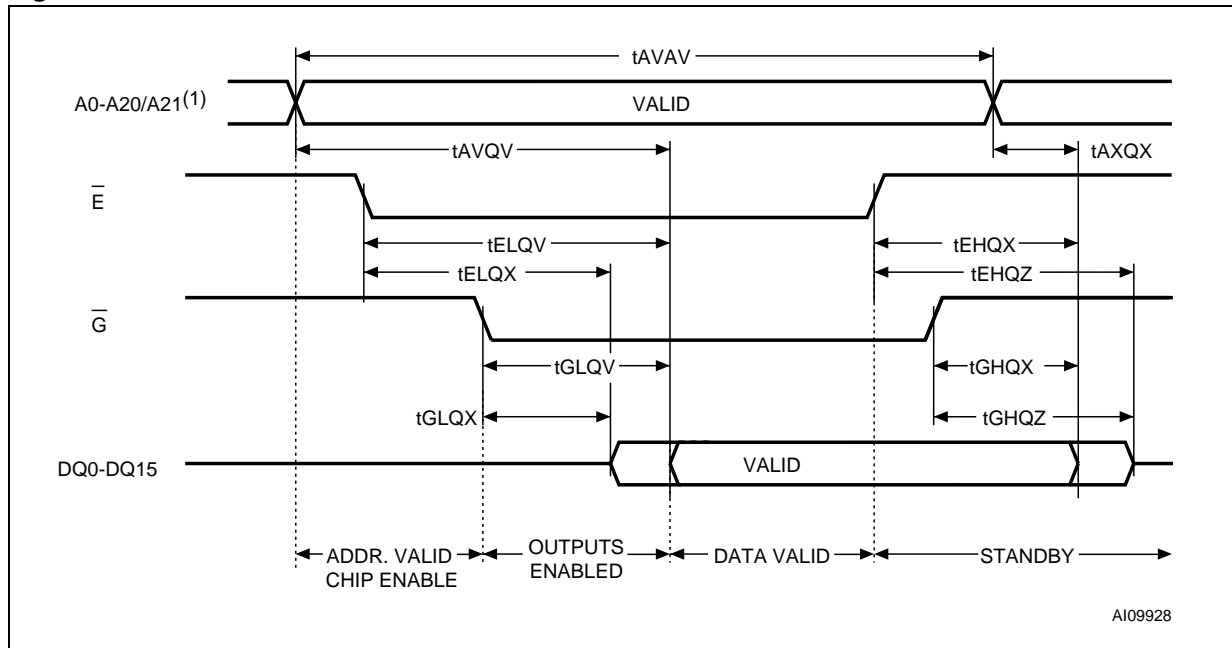 tAVAV
A0-A20/A21(1)
VALID
tAVQV
tAXQX
E
tELQV
tEHQX
tELQX
tEHQZ
G
tGLQV
tGHQX
tGLQX
tGHQZ
DQ0-DQ15
VALID
ADDR. VALID
CHIP ENABLE
OUTPUTS
ENABLED
DATA VALID
STANDBY
AI09928